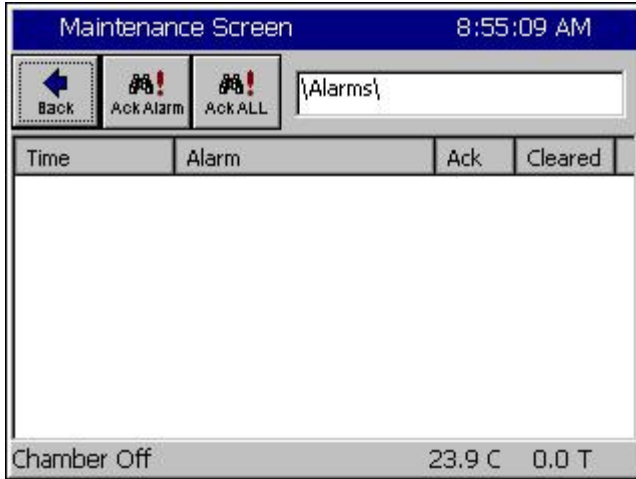 Maintenance Screen 8:55:09 AM
Back Ack Alarm Ack ALL \Alarms\
Time Alarm Ack Cleared
Chamber Off 23.9 C 0.0 T